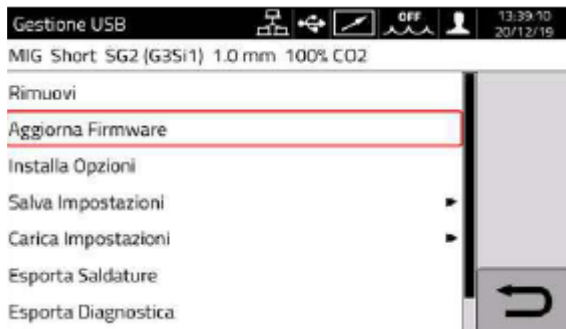 Gestione USB
OFF
13:39:10
20/12/19
MIG Short SG2 (G3Si1) 1.0 mm 100% CO2
Rimuovi
Aggiorna Firmware
Installa Opzioni
Salva Impostazioni
Carica Impostazioni
Esporta Saldature
Esporta Diagnostica